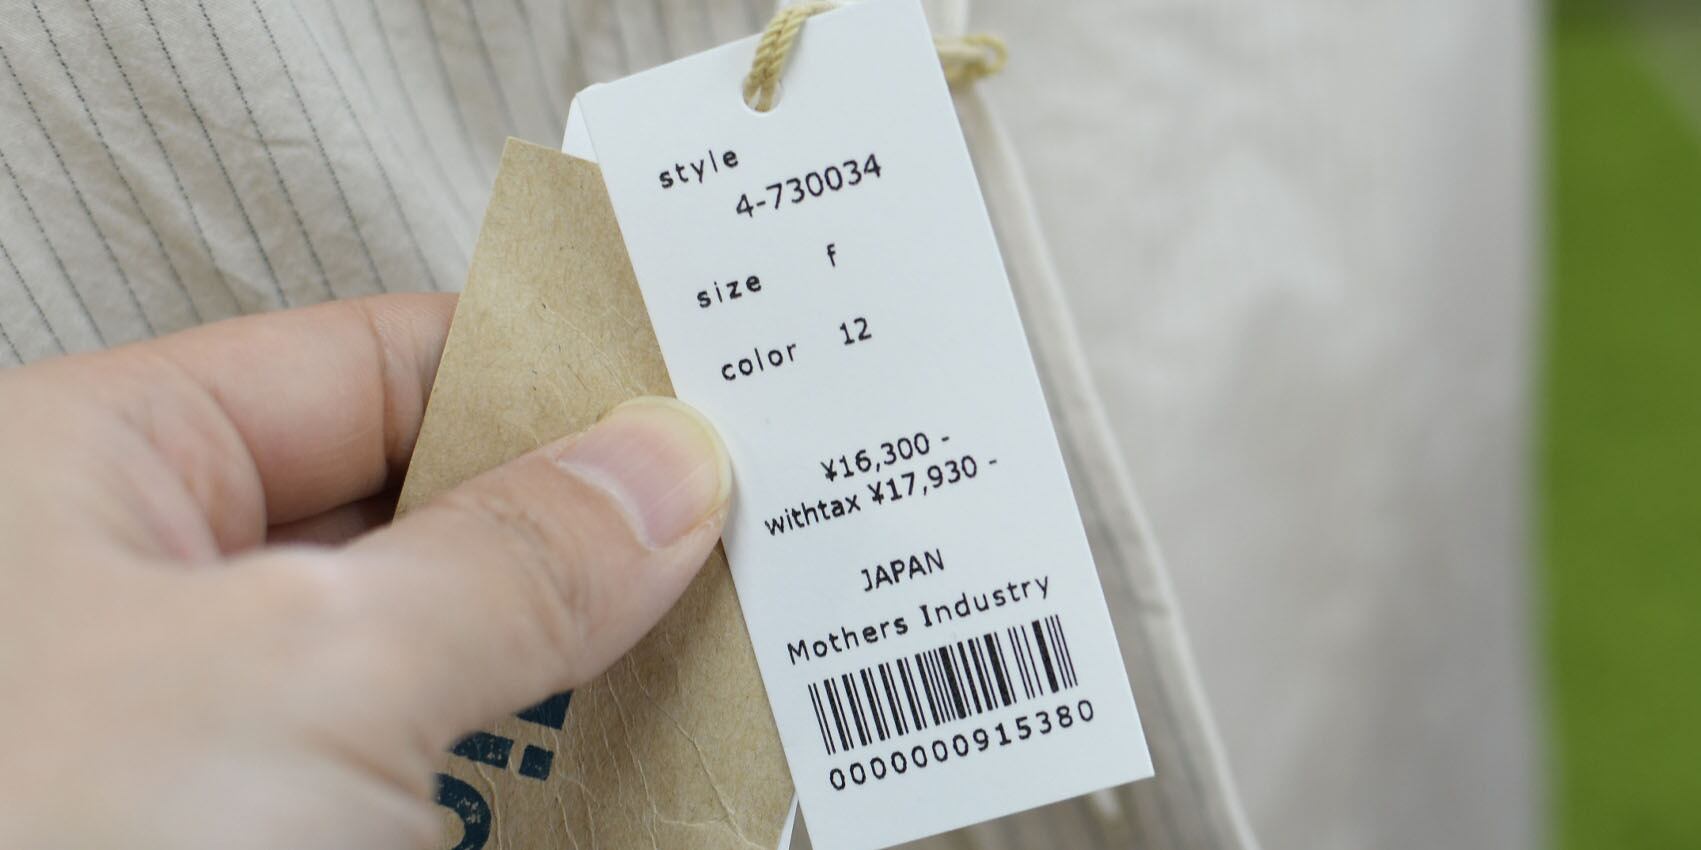 style
4-730034
size f
color 12
¥16,300 -
withtax ¥17,930 -
JAPAN
Mothers Industry
0000000915380